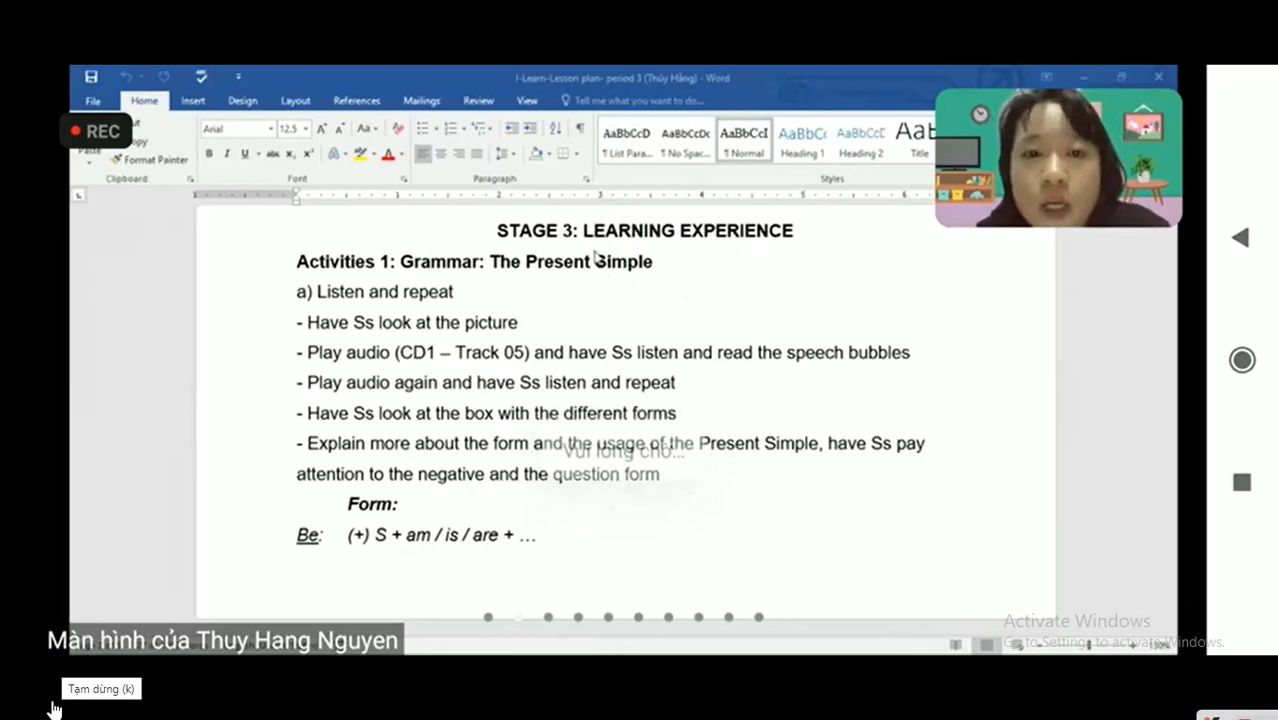 I-Learn-Lesson plan- period 3 (Thúy Hằng) - Word
File Home Insert Design Layout References Mailings Review View Tell me what you want to do...
REC
Paste
Format Painter
Clipboard
Arial 12.5
Font
Paragraph
AaBbCcD AaBbCcDc AaBbCcI AaBbC( AaBbCcD AaB
¶ List Para... ¶ No Spac... ¶ Normal Heading 1 Heading 2 Title
Styles
STAGE 3: LEARNING EXPERIENCE
Activities 1: Grammar: The Present Simple
a) Listen and repeat
- Have Ss look at the picture
- Play audio (CD1 – Track 05) and have Ss listen and read the speech bubbles
- Play audio again and have Ss listen and repeat
- Have Ss look at the box with the different forms
- Explain more about the form and the usage of the Present Simple, have Ss pay
Vui lòng chờ...
attention to the negative and the question form
Form:
Be: (+) S + am / is / are + …
Activate Windows
Go to Settings to activate Windows.
Màn hình của Thuy Hang Nguyen
130%
Tạm dừng (k)